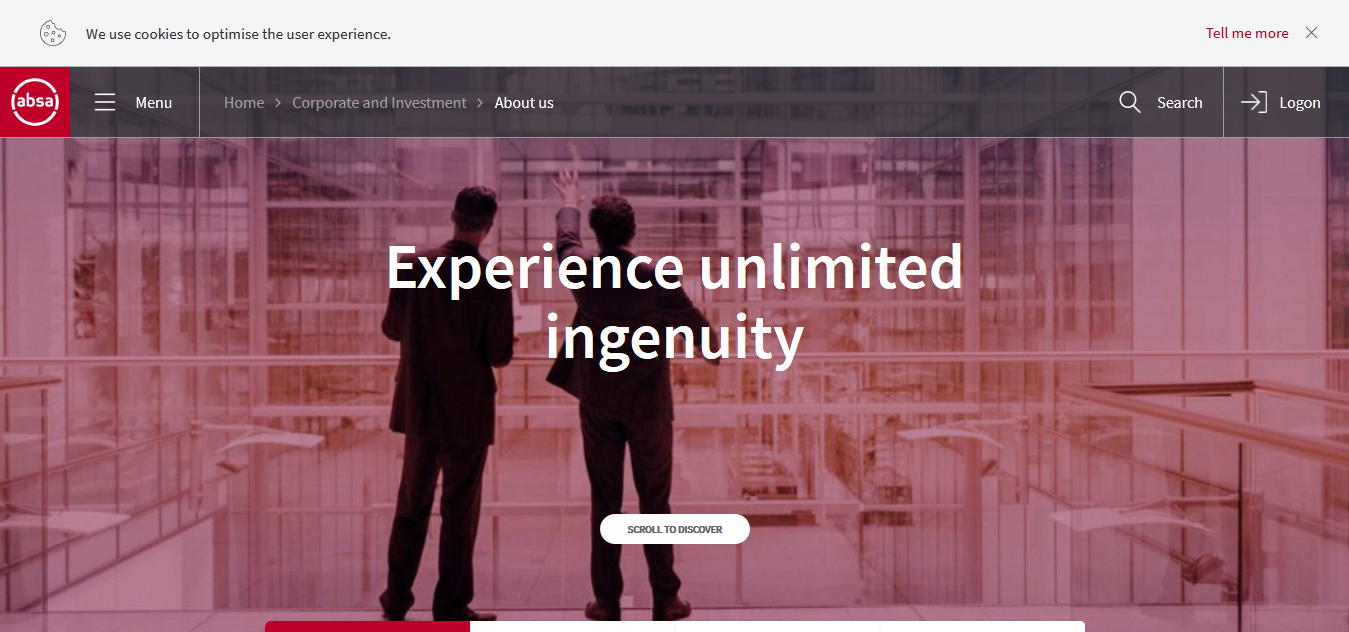 We use cookies to optimise the user experience.
Tell me more
absa
Menu
Home > Corporate and Investment > About us
Search
Logon
Experience unlimited
ingenuity
SCROLL TO DISCOVER